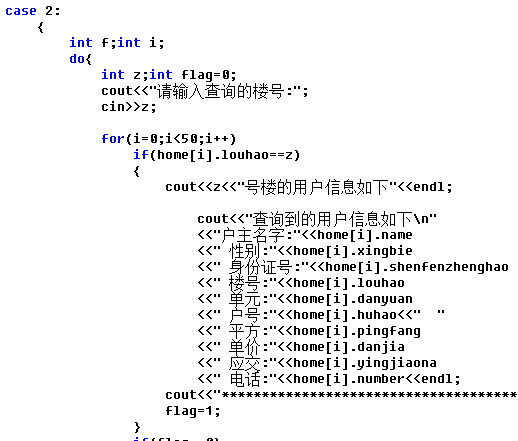 case 2:
{
int f;int i;
do{
int z;int flag=0;
cout<<"请输入查询的楼号:";
cin>>z;
for(i=0;i<50;i++)
if(home[i].louhao==z)
{
cout<<z<<"号楼的用户信息如下"<<endl;
cout<<"查询到的用户信息如下\n"
<<"户主名字:"<<home[i].name
<<" 性别:"<<home[i].xingbie
<<" 身份证号:"<<home[i].shenfenzhenghao
<<" 楼号:"<<home[i].louhao
<<" 单元:"<<home[i].danyuan
<<" 户号:"<<home[i].huhao<<"  "
<<" 平方:"<<home[i].pingfang
<<" 单价:"<<home[i].danjia
<<" 应交:"<<home[i].yingjiaona
<<" 电话:"<<home[i].number<<endl;
cout<<"*************************************
flag=1;
}